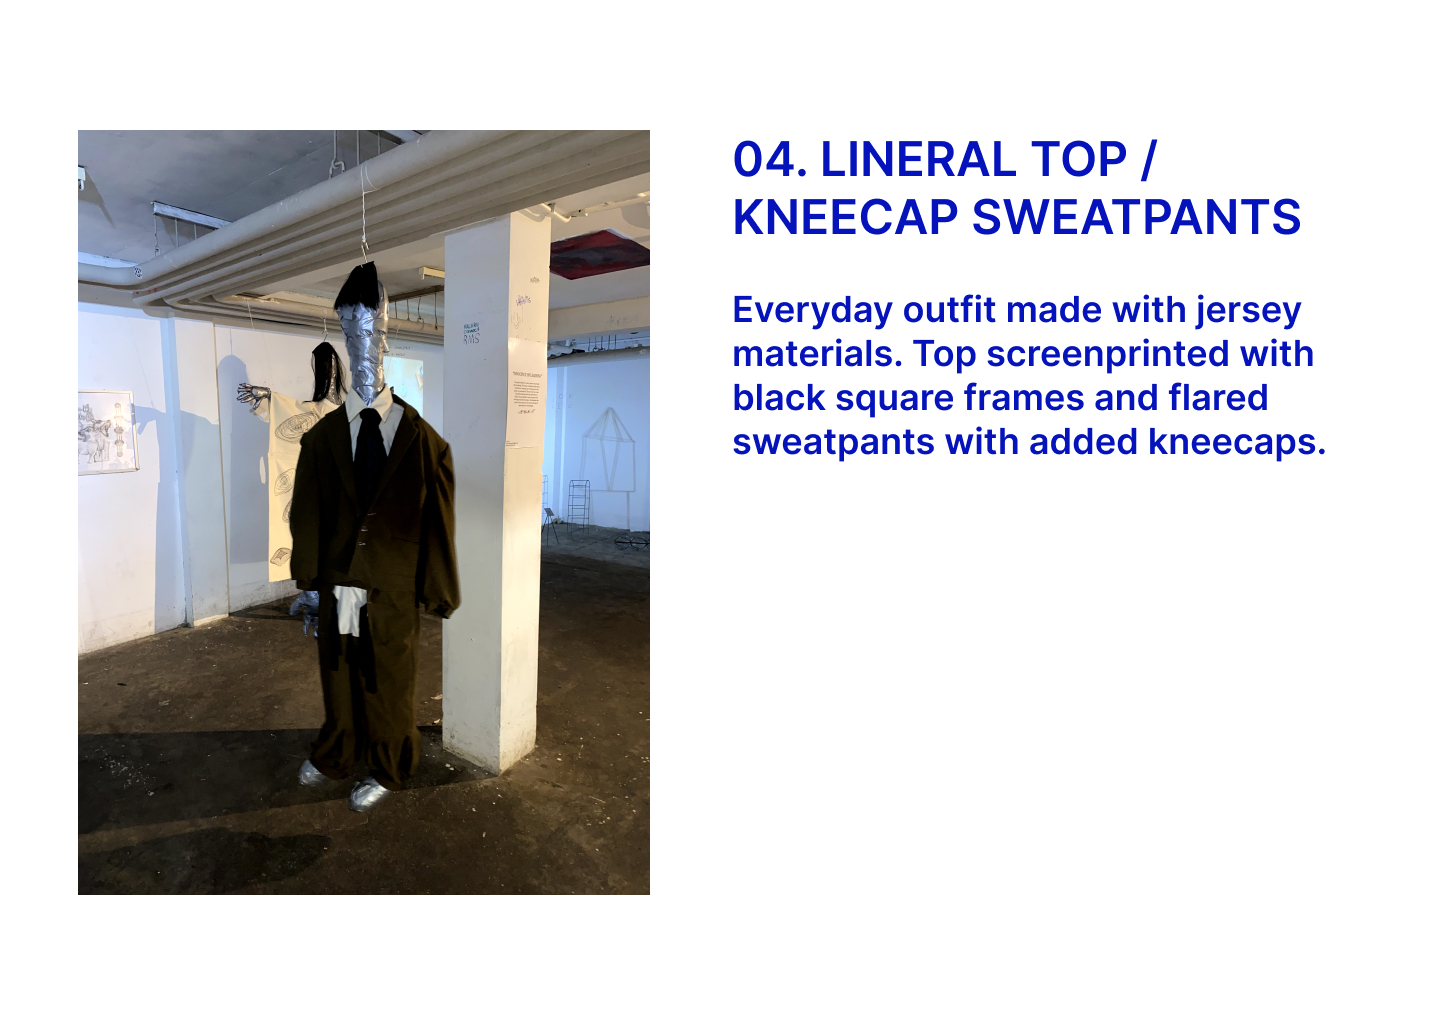 04. LINERAL TOP /
KNEECAP SWEATPANTS
Everyday outfit made with jersey
materials. Top screenprinted with
black square frames and flared
sweatpants with added kneecaps.